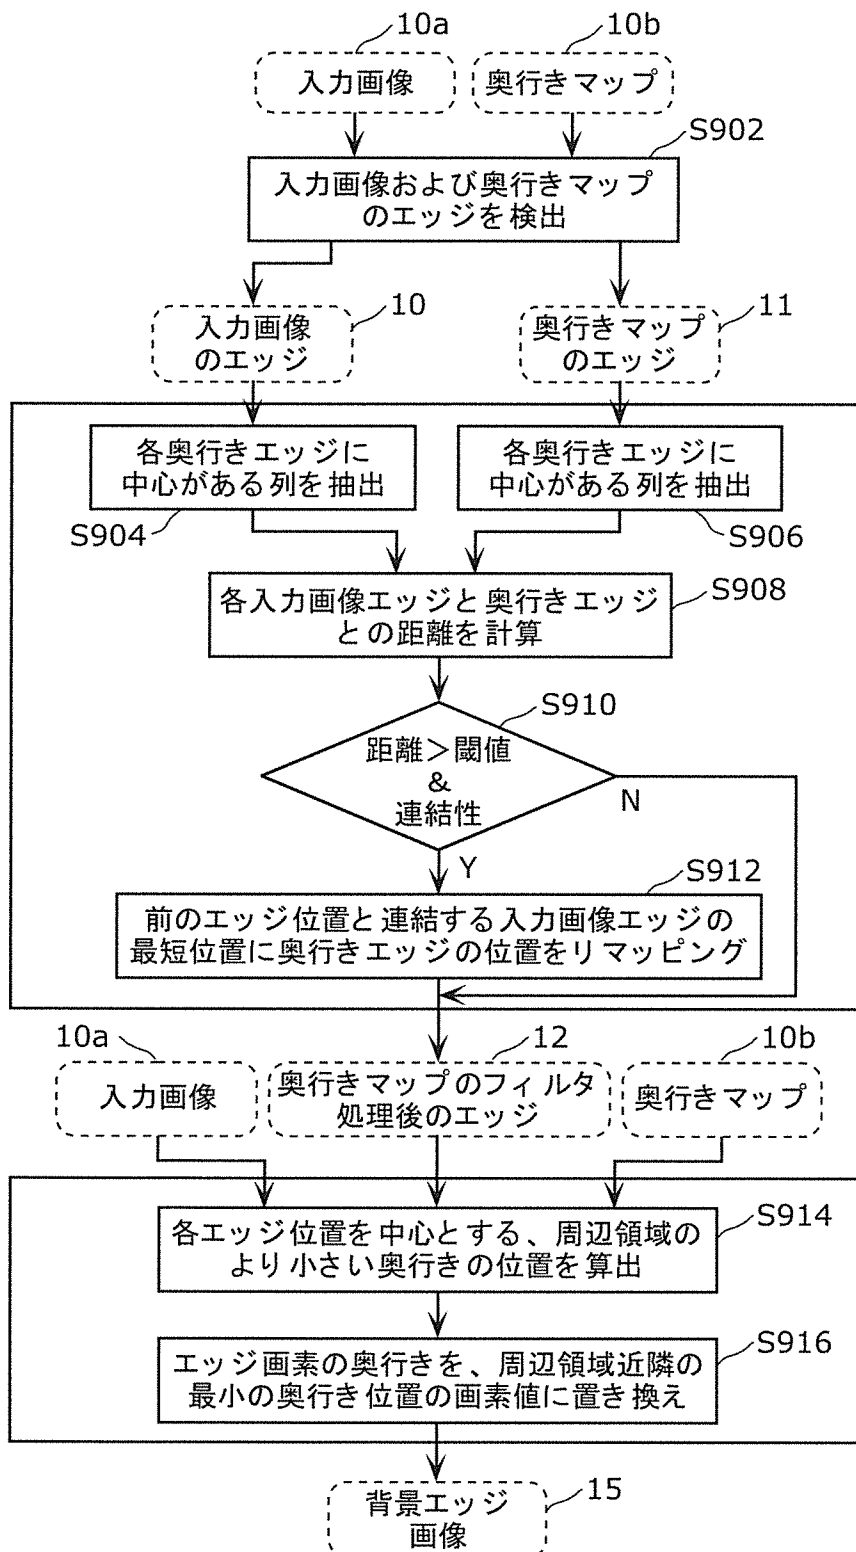 10a
10b
入力画像
奥行きマップ
S902
入力画像および奥行きマップ
のエッジを検出
10
11
入力画像
のエッジ
奥行きマップ
のエッジ
各奥行きエッジに
中心がある列を抽出
各奥行きエッジに
中心がある列を抽出
S904
S906
S908
各入力画像エッジと奥行きエッジ
との距離を計算
S910
距離>閾値
&
連結性
N
Y
S912
前のエッジ位置と連結する入力画像エッジの
最短位置に奥行きエッジの位置をリマッピング
10a
12
10b
入力画像
奥行きマップのフィルタ
処理後のエッジ
奥行きマップ
S914
各エッジ位置を中心とする、周辺領域の
より小さい奥行きの位置を算出
S916
エッジ画素の奥行きを、周辺領域近隣の
最小の奥行き位置の画素値に置き換え
15
背景エッジ
画像